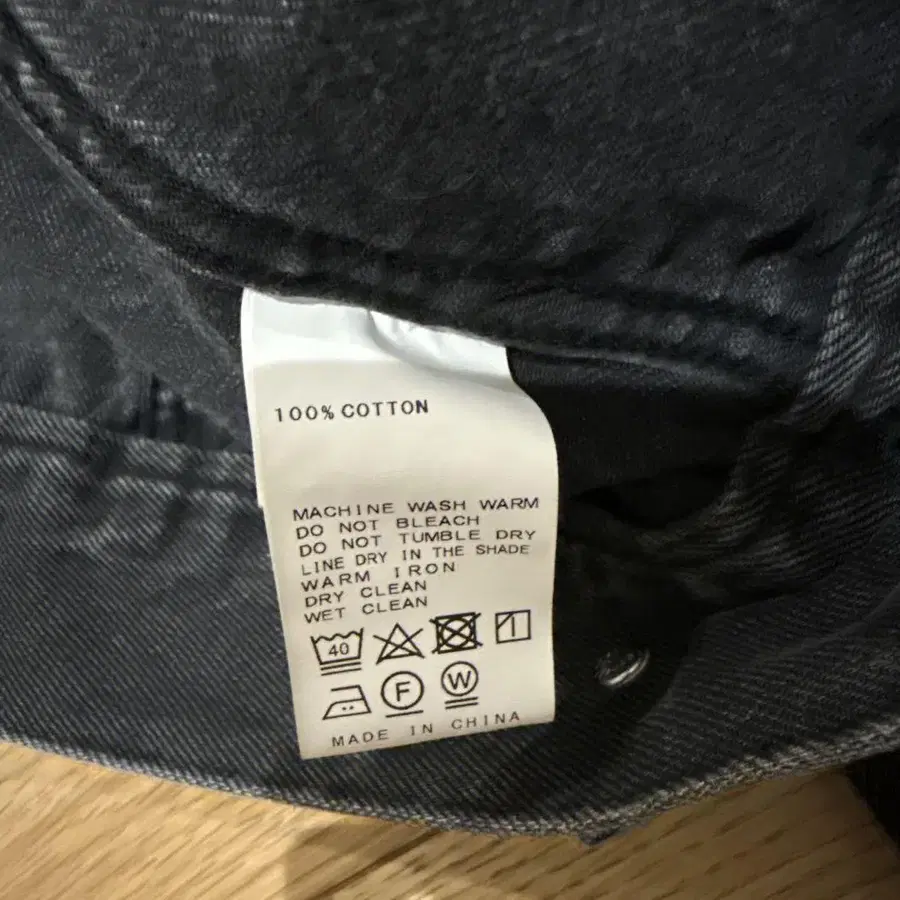 100% COTTON
MACHINE WASH WARM
DO NOT BLEACH
DO NOT TUMBLE DRY
LINE DRY IN THE SHADE
WARM IRON
DRY CLEAN
WET CLEAN
40
F W
MADE IN CHINA